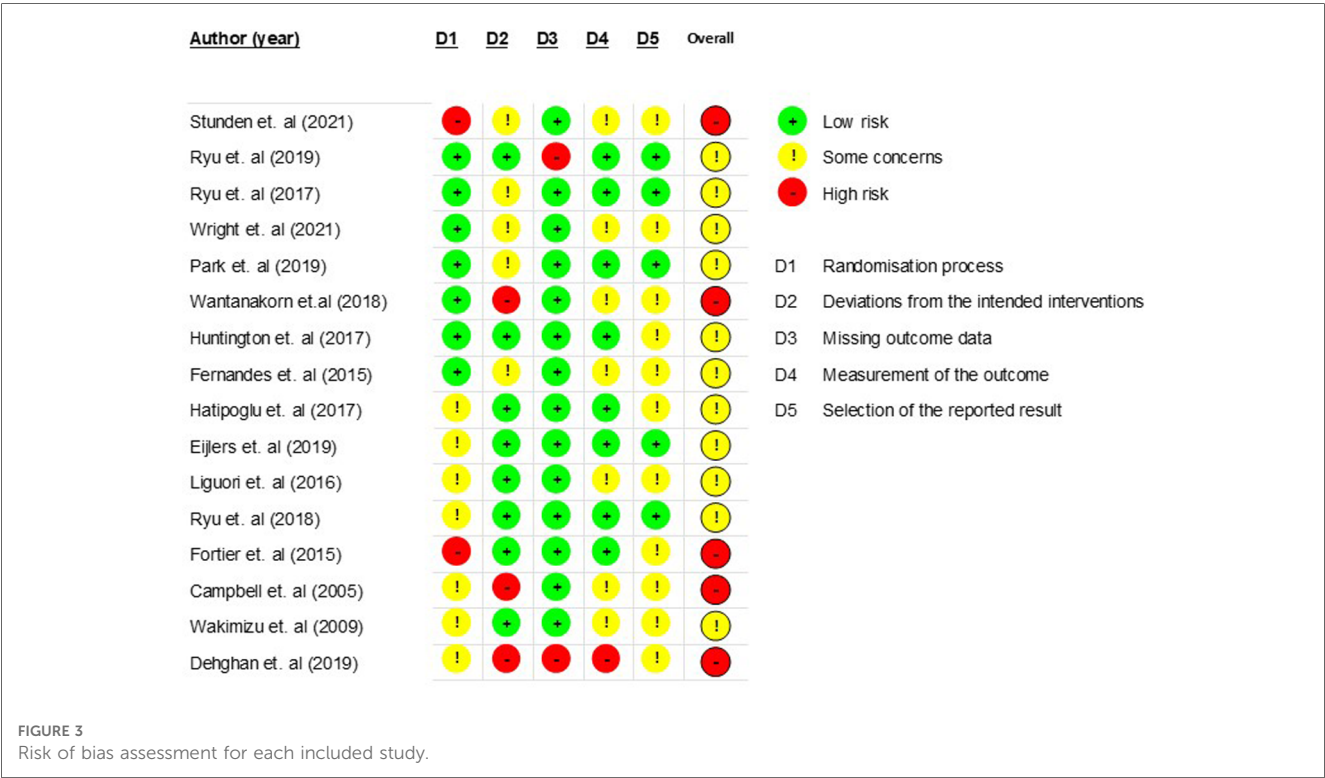 Author (year) D1 D2 D3 D4 D5 Overall
Stunden et. al (2021) - ! + ! ! -
Ryu et. al (2019) + + - + + !
Ryu et. al (2017) + ! + + + !
Wright et. al (2021) + ! + ! ! !
Park et. al (2019) + ! + + + !
Wantanakorn et.al (2018) + - + ! ! -
Huntington et. al (2017) + + + + ! !
Fernandes et. al (2015) + ! + ! ! !
Hatipoglu et. al (2017) ! + + + ! !
Eijlers et. al (2019) ! + + + + !
Liguori et. al (2016) ! + + ! ! !
Ryu et. al (2018) ! + + + + !
Fortier et. al (2015) - + + + ! -
Campbell et. al (2005) ! - + ! ! -
Wakimizu et. al (2009) ! + + ! ! !
Dehghan et. al (2019) ! - - - ! -
+ Low risk
! Some concerns
- High risk
D1 Randomisation process
D2 Deviations from the intended interventions
D3 Missing outcome data
D4 Measurement of the outcome
D5 Selection of the reported result
FIGURE 3
Risk of bias assessment for each included study.